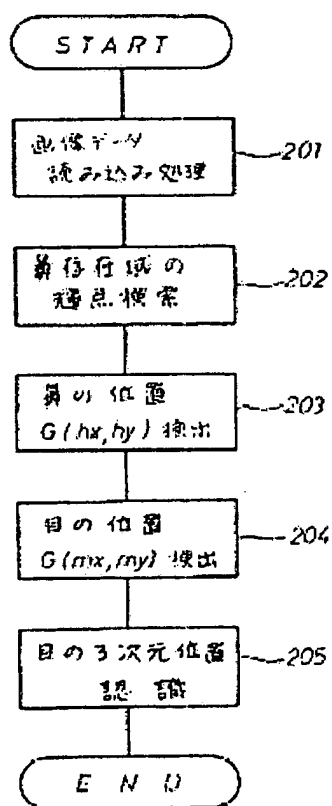 START
画像データ
読み込み処理
201
鼻存在域の
輝点検索
202
鼻の位置
G(hx,hy)検出
203
目の位置
G(mx,my)検出
204
目の3次元位置
認識
205
END